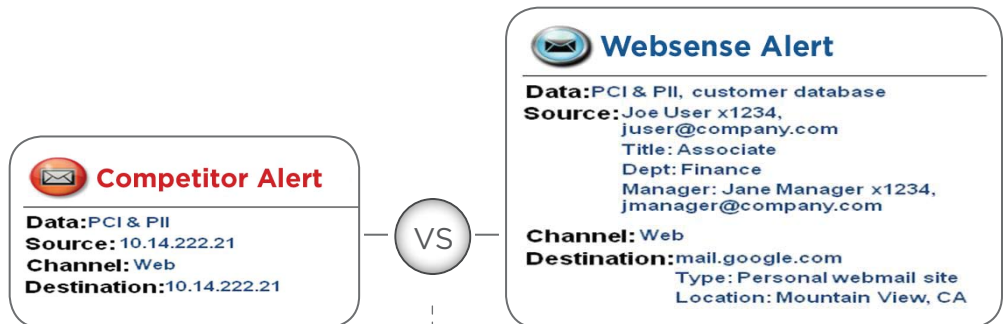 Competitor Alert
Data:PCI & PII
Source: 10.14.222.21
Channel: Web
Destination:10.14.222.21
VS
Websense Alert
Data:PCI & PII, customer database
Source:Joe User x1234,
juser@company.com
Title: Associate
Dept: Finance
Manager: Jane Manager x1234,
jmanager@company.com
Channel: Web
Destination:mail.google.com
Type: Personal webmail site
Location: Mountain View, CA